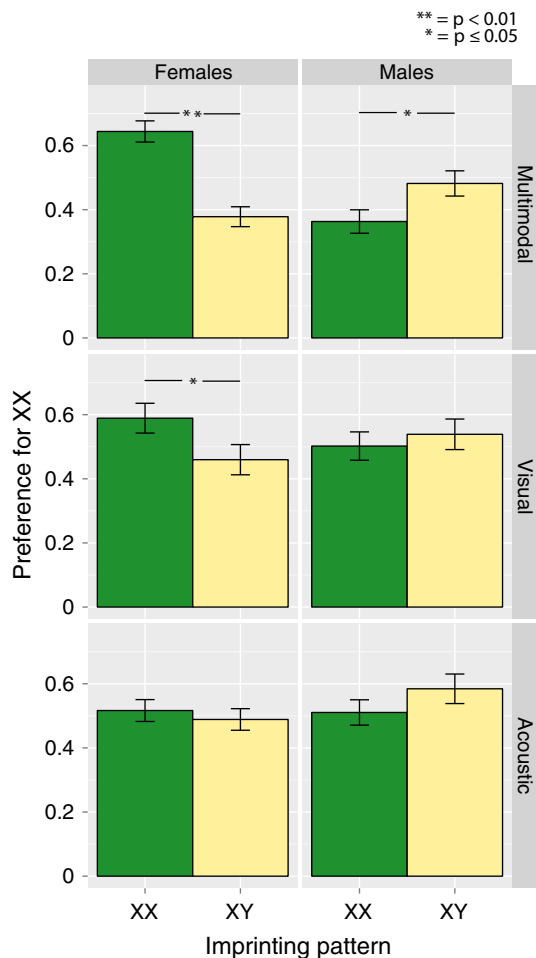 ** = p < 0.01
* = p ≤ 0.05
Females Males
** *
0.6
0.4
0.2
0
Multimodal
*
0.6
0.4
0.2
0
Visual
0.6
0.4
0.2
0
Acoustic
Preference for XX
XX XY XX XY
Imprinting pattern